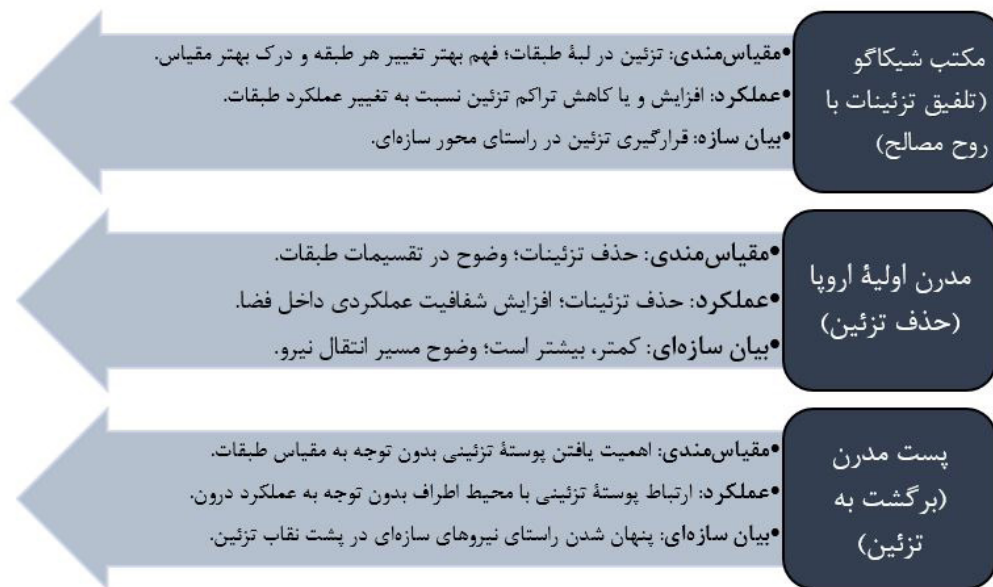 مکتب شیکاگو
(تلفیق تزئینات با
روح مصالح)
•مقیاس‌مندی: تزئین در لبۀ طبقات؛ فهم بهتر تغییر هر طبقه و درک بهتر مقیاس.
•عملکرد: افزایش و یا کاهش تراکم تزئین نسبت به تغییر عملکرد طبقات.
•بیان سازه: قرارگیری تزئین در راستای محور سازه‌ای.
مدرن اولیۀ اروپا
(حذف تزئین)
•مقیاس‌مندی: حذف تزئینات؛ وضوح در تقسیمات طبقات.
•عملکرد: حذف تزئینات؛ افزایش شفافیت عملکردی داخل فضا.
•بیان سازه‌ای: کمتر، بیشتر است؛ وضوح مسیر انتقال نیرو.
پست مدرن
(برگشت به
تزئین)
•مقیاس‌مندی: اهمیت یافتن پوستۀ تزئینی بدون توجه به مقیاس طبقات.
•عملکرد: ارتباط پوستۀ تزئینی با محیط اطراف بدون توجه به عملکرد درون.
•بیان سازه‌ای: پنهان شدن راستای نیروهای سازه‌ای در پشت نقاب تزئین.